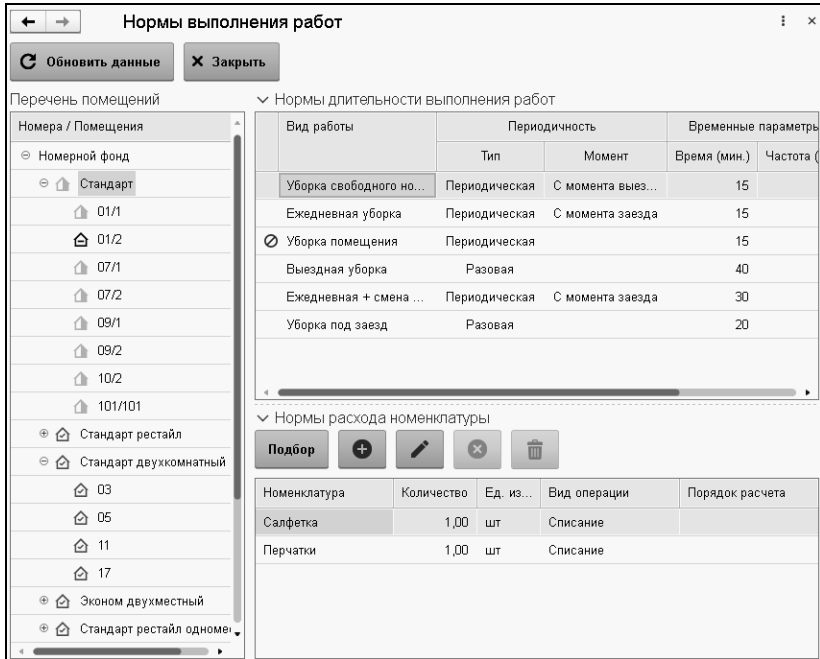 Нормы выполнения работ
Обновить данные
Закрыть
Перечень помещений
Номера / Помещения
Номерной фонд
Стандарт
01/1
01/2
07/1
07/2
09/1
09/2
10/2
101/101
Стандарт рестайл
Стандарт двухкомнатный
03
05
11
17
Эконом двухместный
Стандарт рестайл одноме
Нормы длительности выполнения работ
Вид работы Периодичность Временные параметры
Тип Момент Время (мин.) Частота (
Уборка свободного но... Периодическая С момента выез... 15
Ежедневная уборка Периодическая С момента заезда 15
Уборка помещения Периодическая 15
Выездная уборка Разовая 40
Ежедневная + смена ... Периодическая С момента заезда 30
Уборка под заезд Разовая 20
Нормы расхода номенклатуры
Подбор
Номенклатура Количество Ед. из... Вид операции Порядок расчета
Салфетка 1,00 шт Списание
Перчатки 1,00 шт Списание